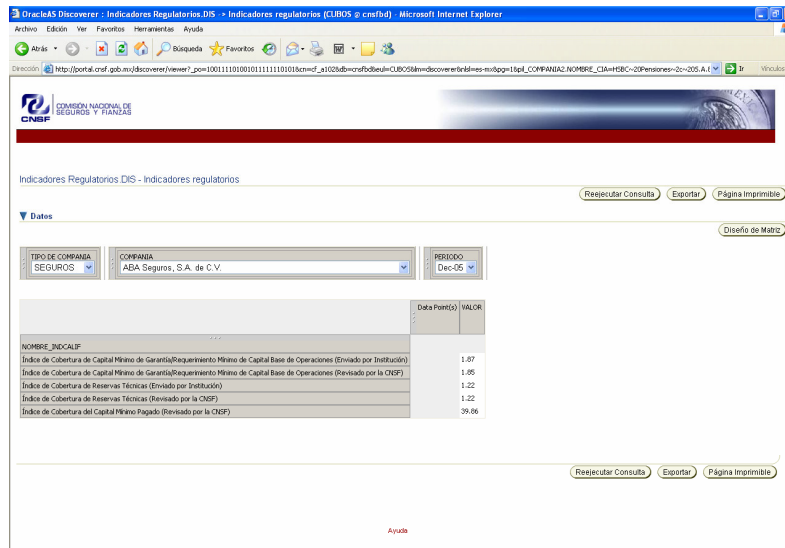 OracleAS Discoverer : Indicadores Regulatorios.DIS -> Indicadores regulatorios (CUBOS @ cnsfbd) - Microsoft Internet Explorer
Archivo Edición Ver Favoritos Herramientas Ayuda
Atrás Búsqueda Favoritos
Dirección Ir Vínculos
COMISIÓN NACIONAL DE
SEGUROS Y FIANZAS
CNSF
Indicadores Regulatorios.DIS - Indicadores regulatorios
Reejecutar Consulta Exportar Página Imprimible
Datos
Diseño de Matriz
TIPO DE COMPANIA COMPANIA PERIODO
SEGUROS ABA Seguros, S.A. de C.V. Dec-05
Data Point(s) VALOR
NOMBRE_INDCALIF
Índice de Cobertura de Capital Mínimo de Garantía/Requerimiento Mínimo de Capital Base de Operaciones (Enviado por Institución) 1.87
Índice de Cobertura de Capital Mínimo de Garantía/Requerimiento Mínimo de Capital Base de Operaciones (Revisado por la CNSF) 1.85
Índice de Cobertura de Reservas Técnicas (Enviado por Institución) 1.22
Índice de Cobertura de Reservas Técnicas (Revisado por la CNSF) 1.22
Índice de Cobertura del Capital Mínimo Pagado (Revisado por la CNSF) 39.86
Reejecutar Consulta Exportar Página Imprimible
Ayuda